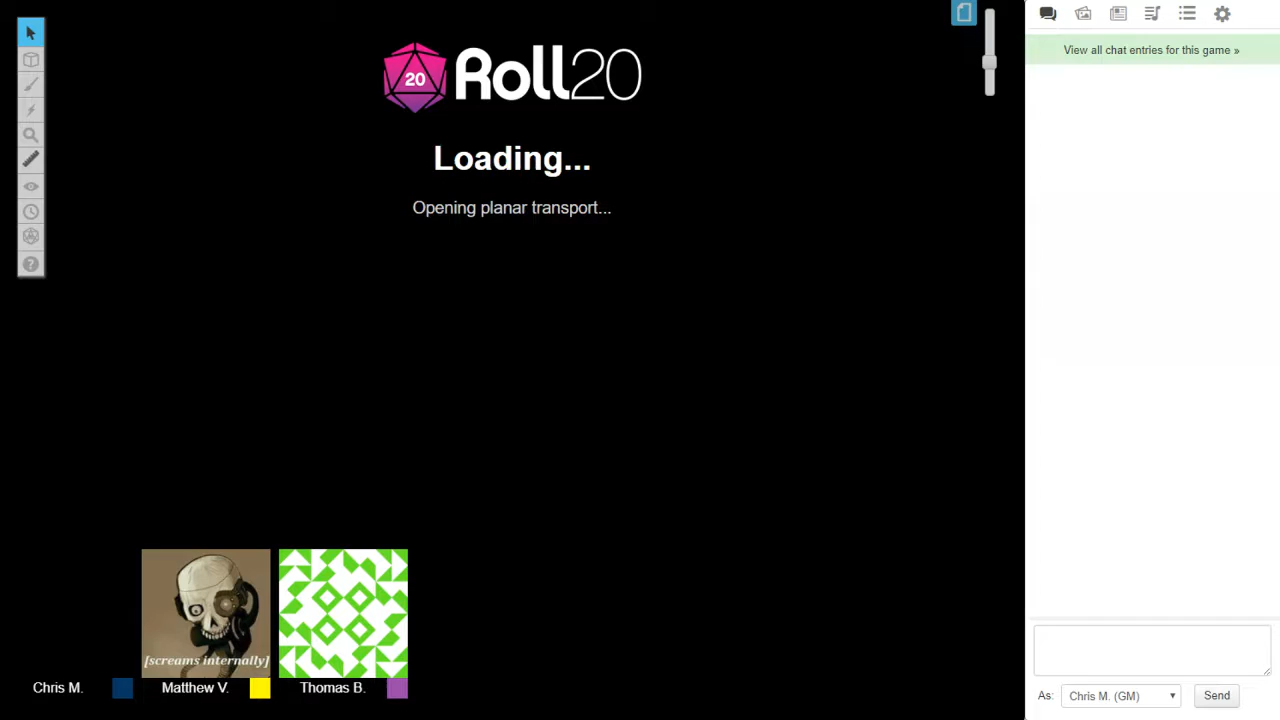 20 Roll20
Loading...
Opening planar transport...
View all chat entries for this game »
[screams internally]
Chris M.
Matthew V.
Thomas B.
As: Chris M. (GM) Send